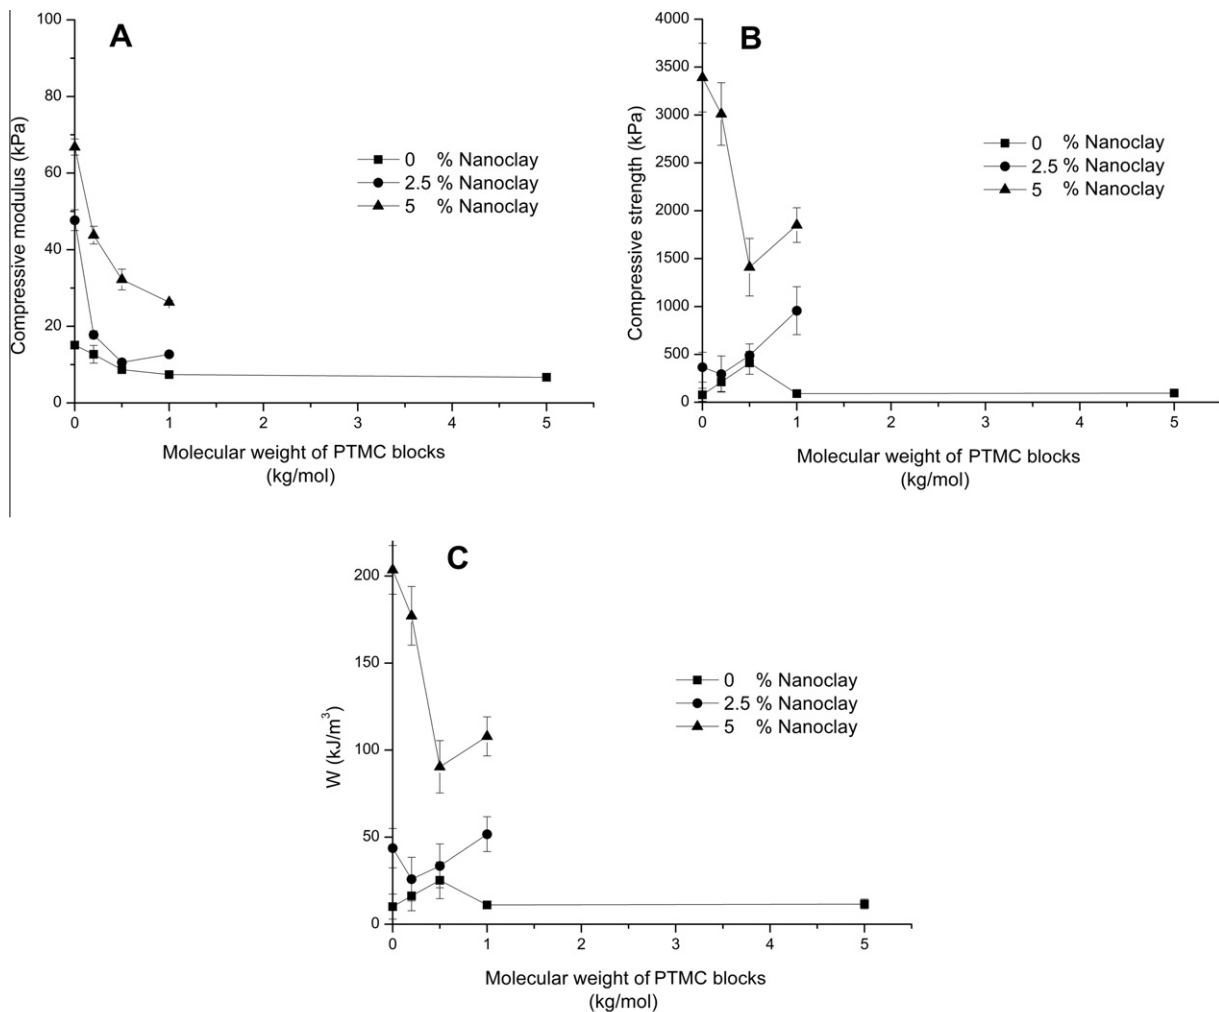 A
100
80
60
40
20
0
Compressive modulus (kPa)
0 % Nanoclay
2.5 % Nanoclay
5 % Nanoclay
0 1 2 3 4 5
Molecular weight of PTMC blocks
(kg/mol)
B
4000
3500
3000
2500
2000
1500
1000
500
0
Compressive strength (kPa)
0 % Nanoclay
2.5 % Nanoclay
5 % Nanoclay
0 1 2 3 4 5
Molecular weight of PTMC blocks
(kg/mol)
C
200
150
100
50
0
W (kJ/m³)
0 % Nanoclay
2.5 % Nanoclay
5 % Nanoclay
0 1 2 3 4 5
Molecular weight of PTMC blocks
(kg/mol)